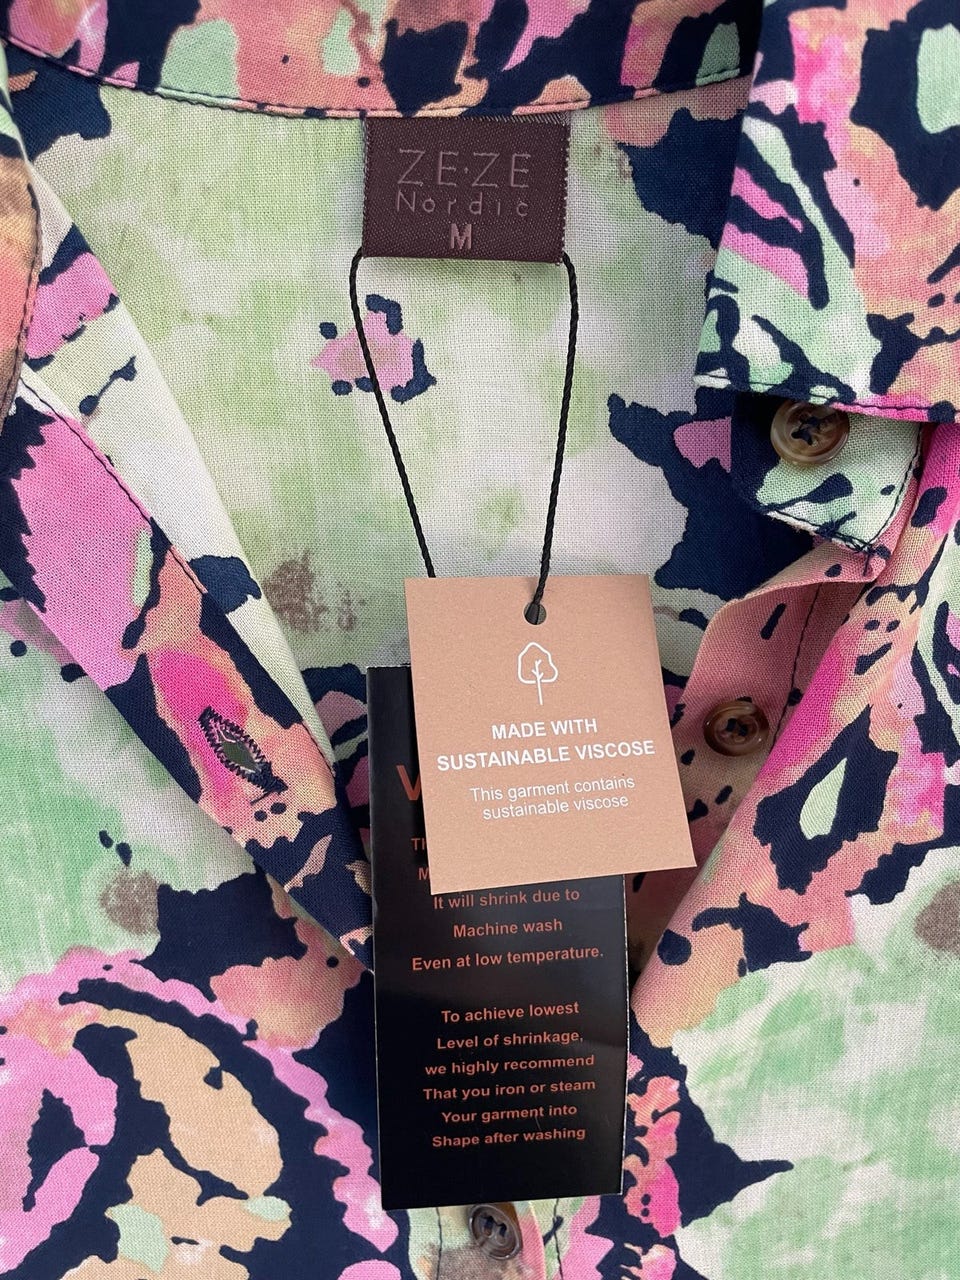 ZE·ZE
Nordic
M
MADE WITH
SUSTAINABLE VISCOSE
This garment contains
sustainable viscose
It will shrink due to
Machine wash
Even at low temperature.
To achieve lowest
Level of shrinkage,
we highly recommend
That you iron or steam
Your garment into
Shape after washing